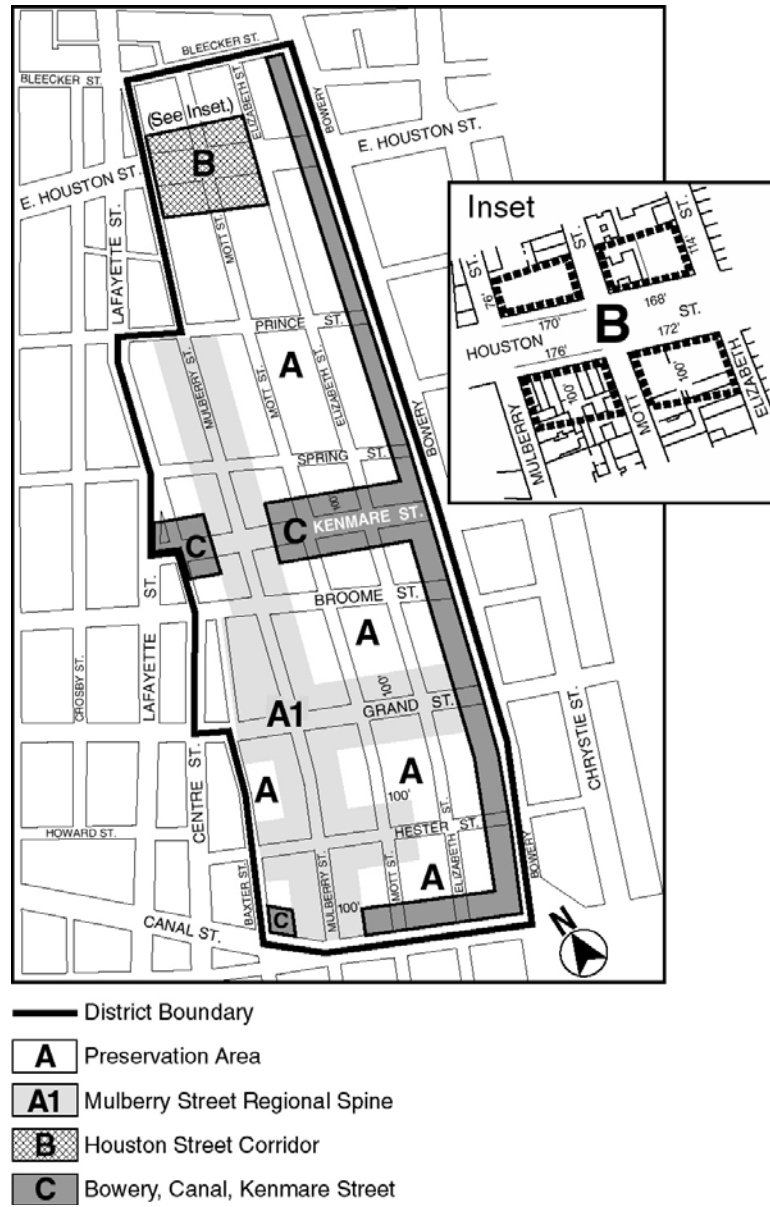 BLEECKER ST.
BLEECKER ST.
(See Inset.)
ELIZABETH ST.
BOWERY
E. HOUSTON ST.
E. HOUSTON ST.
B
MOTT ST.
LAFAYETTE ST.
PRINCE ST.
MULBERRY ST.
A
MOTT ST.
ELIZABETH ST.
BOWERY
SPRING ST.
100'
C
C
KENMARE ST.
BROOME ST.
CROSBY ST.
LAFAYETTE ST.
A
100'
A1
GRAND ST.
CHRYSTIE ST.
CENTRE ST.
A
A
100'
HOWARD ST.
HESTER ST.
BAXTER ST.
MULBERRY ST.
MOTT ST.
A
ELIZABETH ST.
BOWERY
CANAL ST.
C
100'
N
Inset
ST.
ST.
114'
76'
B
168'
170'
ST.
HOUSTON
172'
176'
100'
100'
MULBERRY
MOTT
ELIZABETH
District Boundary
A Preservation Area
A1 Mulberry Street Regional Spine
B Houston Street Corridor
C Bowery, Canal, Kenmare Street